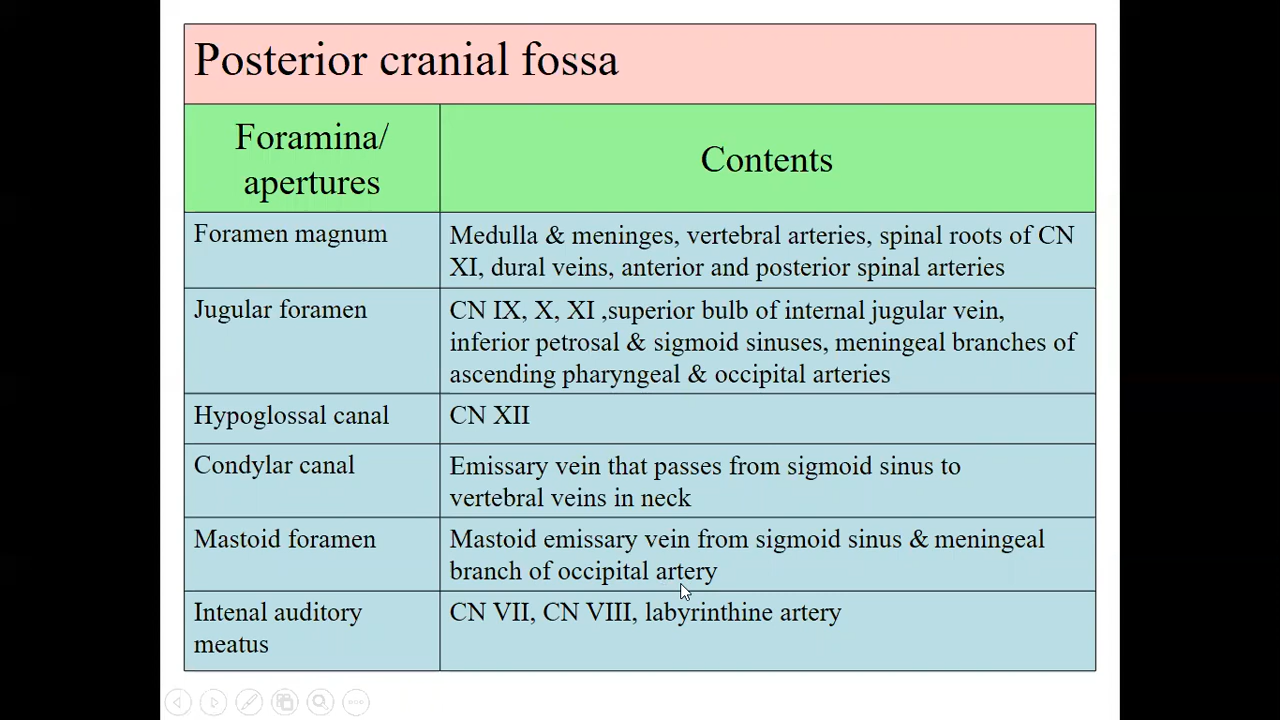 Posterior cranial fossa
Foramina/
apertures
Contents
Foramen magnum
Medulla & meninges, vertebral arteries, spinal roots of CN
XI, dural veins, anterior and posterior spinal arteries
Jugular foramen
CN IX, X, XI ,superior bulb of internal jugular vein,
inferior petrosal & sigmoid sinuses, meningeal branches of
ascending pharyngeal & occipital arteries
Hypoglossal canal
CN XII
Condylar canal
Emissary vein that passes from sigmoid sinus to
vertebral veins in neck
Mastoid foramen
Mastoid emissary vein from sigmoid sinus & meningeal
branch of occipital artery
Intenal auditory
meatus
CN VII, CN VIII, labyrinthine artery